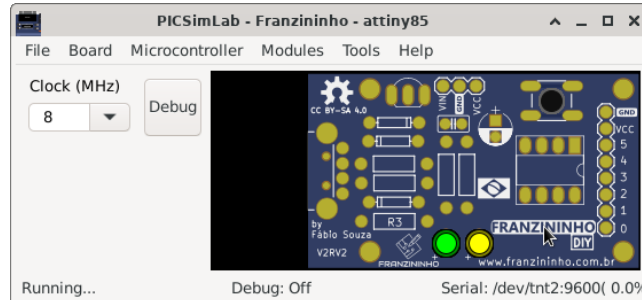 PICSimLab - Franzininho - attiny85
File Board Microcontroller Modules Tools Help
Clock (MHz)
8
Debug
CC BY-SA 4.0
VIN
GND
VCC
GND
VCC
5
4
3
2
1
0
R3
by
Fábio Souza
V2RV2
FRANZININHO
FRANZININHO
DIY
www.franzininho.com.br
Running...
Debug: Off
Serial: /dev/tnt2:9600( 0.0%